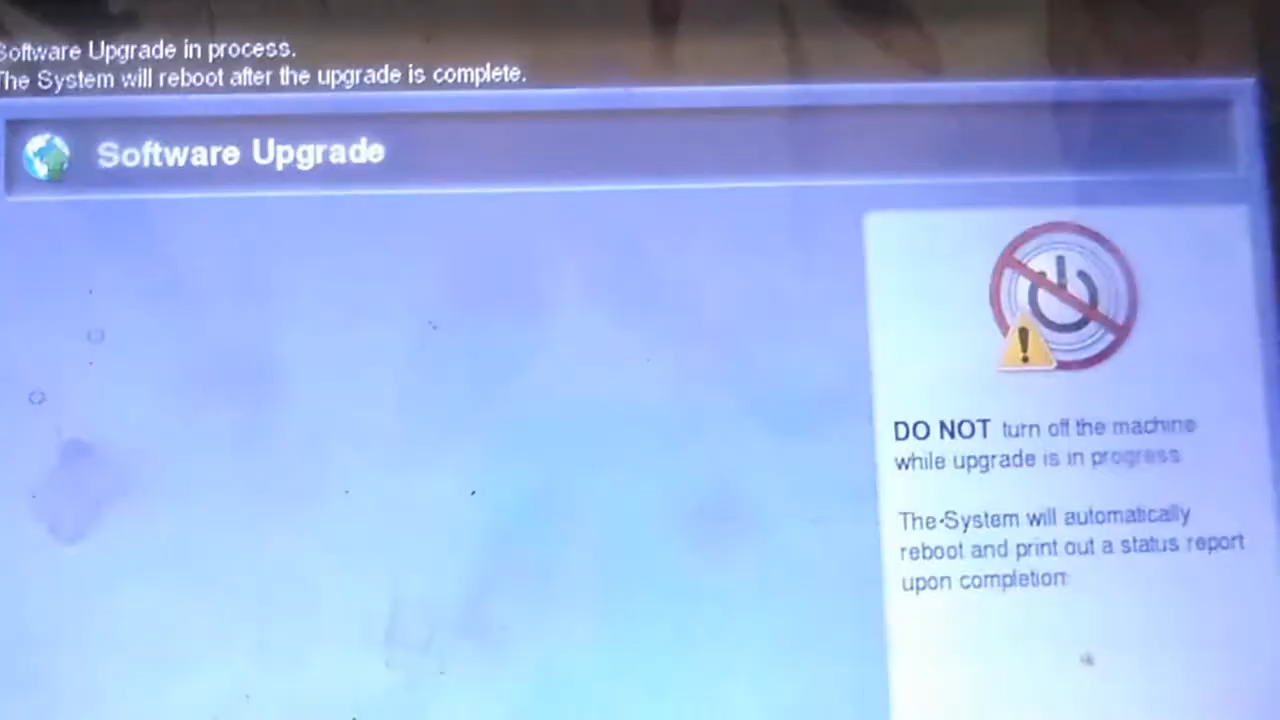 Software Upgrade in process.
The System will reboot after the upgrade is complete.
Software Upgrade
DO NOT turn off the machine
while upgrade is in progress
The System will automatically
reboot and print out a status report
upon completion